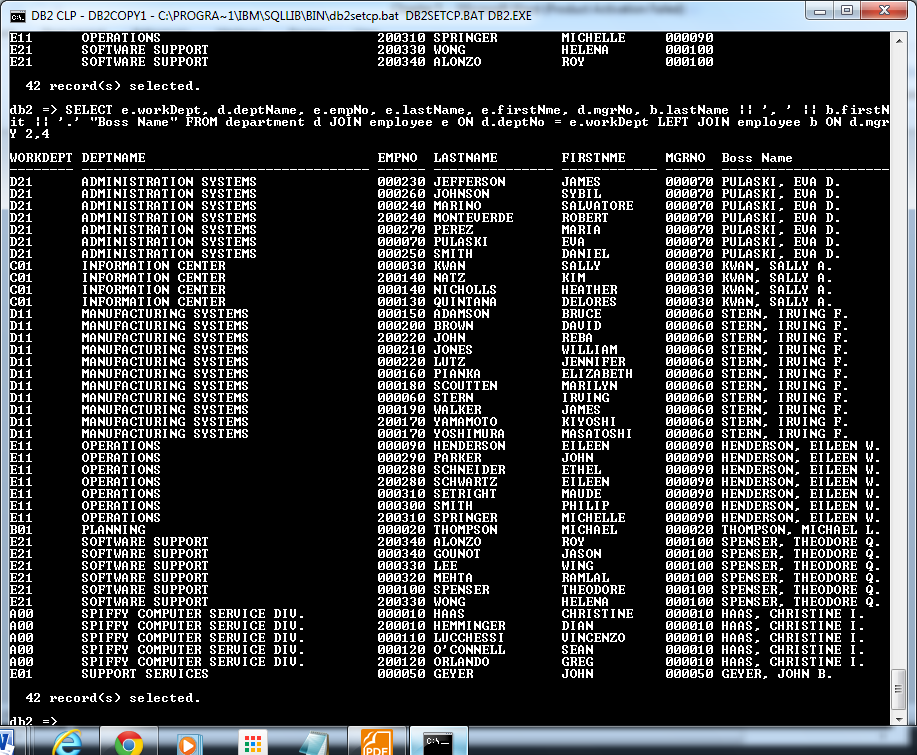 DB2 CLP - DB2COPY1 - C:\PROGRA~1\IBM\SQLLIB\BIN\db2setcp.bat DB2SETCP.BAT DB2.EXE
E11 OPERATIONS 200310 SPRINGER MICHELLE 000090
E21 SOFTWARE SUPPORT 200330 WONG HELENA 000100
E21 SOFTWARE SUPPORT 200340 ALONZO ROY 000100
42 record(s) selected.
db2 => SELECT e.workDept, d.deptName, e.empNo, e.lastName, e.firstNme, d.mgrNo, b.lastName || ', ' || b.firstN
it || '.' "Boss Name" FROM department d JOIN employee e ON d.deptNo = e.workDept LEFT JOIN employee b ON d.mgr
Y 2,4
WORKDEPT DEPTNAME EMPNO LASTNAME FIRSTNME MGRNO Boss Name
-------- ------------------------------------ ------ --------------- ------------ ------ ---------------------
D21 ADMINISTRATION SYSTEMS 000230 JEFFERSON JAMES 000070 PULASKI, EVA D.
D21 ADMINISTRATION SYSTEMS 000260 JOHNSON SYBIL 000070 PULASKI, EVA D.
D21 ADMINISTRATION SYSTEMS 000240 MARINO SALVATORE 000070 PULASKI, EVA D.
D21 ADMINISTRATION SYSTEMS 200240 MONTEVERDE ROBERT 000070 PULASKI, EVA D.
D21 ADMINISTRATION SYSTEMS 000270 PEREZ MARIA 000070 PULASKI, EVA D.
D21 ADMINISTRATION SYSTEMS 000070 PULASKI EVA 000070 PULASKI, EVA D.
D21 ADMINISTRATION SYSTEMS 000250 SMITH DANIEL 000070 PULASKI, EVA D.
C01 INFORMATION CENTER 000030 KWAN SALLY 000030 KWAN, SALLY A.
C01 INFORMATION CENTER 200140 NATZ KIM 000030 KWAN, SALLY A.
C01 INFORMATION CENTER 000140 NICHOLLS HEATHER 000030 KWAN, SALLY A.
C01 INFORMATION CENTER 000130 QUINTANA DELORES 000030 KWAN, SALLY A.
D11 MANUFACTURING SYSTEMS 000150 ADAMSON BRUCE 000060 STERN, IRVING F.
D11 MANUFACTURING SYSTEMS 000200 BROWN DAVID 000060 STERN, IRVING F.
D11 MANUFACTURING SYSTEMS 200220 JOHN REBA 000060 STERN, IRVING F.
D11 MANUFACTURING SYSTEMS 000210 JONES WILLIAM 000060 STERN, IRVING F.
D11 MANUFACTURING SYSTEMS 000220 LUTZ JENNIFER 000060 STERN, IRVING F.
D11 MANUFACTURING SYSTEMS 000160 PIANKA ELIZABETH 000060 STERN, IRVING F.
D11 MANUFACTURING SYSTEMS 000180 SCOUTTEN MARILYN 000060 STERN, IRVING F.
D11 MANUFACTURING SYSTEMS 000060 STERN IRVING 000060 STERN, IRVING F.
D11 MANUFACTURING SYSTEMS 000190 WALKER JAMES 000060 STERN, IRVING F.
D11 MANUFACTURING SYSTEMS 200170 YAMAMOTO KIYOSHI 000060 STERN, IRVING F.
D11 MANUFACTURING SYSTEMS 000170 YOSHIMURA MASATOSHI 000060 STERN, IRVING F.
E11 OPERATIONS 000090 HENDERSON EILEEN 000090 HENDERSON, EILEEN W.
E11 OPERATIONS 000290 PARKER JOHN 000090 HENDERSON, EILEEN W.
E11 OPERATIONS 000280 SCHNEIDER ETHEL 000090 HENDERSON, EILEEN W.
E11 OPERATIONS 200280 SCHWARTZ EILEEN 000090 HENDERSON, EILEEN W.
E11 OPERATIONS 000310 SETRIGHT MAUDE 000090 HENDERSON, EILEEN W.
E11 OPERATIONS 000300 SMITH PHILIP 000090 HENDERSON, EILEEN W.
E11 OPERATIONS 200310 SPRINGER MICHELLE 000090 HENDERSON, EILEEN W.
B01 PLANNING 000020 THOMPSON MICHAEL 000020 THOMPSON, MICHAEL L.
E21 SOFTWARE SUPPORT 200340 ALONZO ROY 000100 SPENSER, THEODORE Q.
E21 SOFTWARE SUPPORT 000340 GOUNOT JASON 000100 SPENSER, THEODORE Q.
E21 SOFTWARE SUPPORT 000330 LEE WING 000100 SPENSER, THEODORE Q.
E21 SOFTWARE SUPPORT 000320 MEHTA RAMLAL 000100 SPENSER, THEODORE Q.
E21 SOFTWARE SUPPORT 000100 SPENSER THEODORE 000100 SPENSER, THEODORE Q.
E21 SOFTWARE SUPPORT 200330 WONG HELENA 000100 SPENSER, THEODORE Q.
A00 SPIFFY COMPUTER SERVICE DIV. 000010 HAAS CHRISTINE 000010 HAAS, CHRISTINE I.
A00 SPIFFY COMPUTER SERVICE DIV. 200010 HEMMINGER DIAN 000010 HAAS, CHRISTINE I.
A00 SPIFFY COMPUTER SERVICE DIV. 000110 LUCCHESSI VINCENZO 000010 HAAS, CHRISTINE I.
A00 SPIFFY COMPUTER SERVICE DIV. 000120 O'CONNELL SEAN 000010 HAAS, CHRISTINE I.
A00 SPIFFY COMPUTER SERVICE DIV. 200120 ORLANDO GREG 000010 HAAS, CHRISTINE I.
E01 SUPPORT SERVICES 000050 GEYER JOHN 000050 GEYER, JOHN B.
42 record(s) selected.
db2 =>
PDF
C:\.